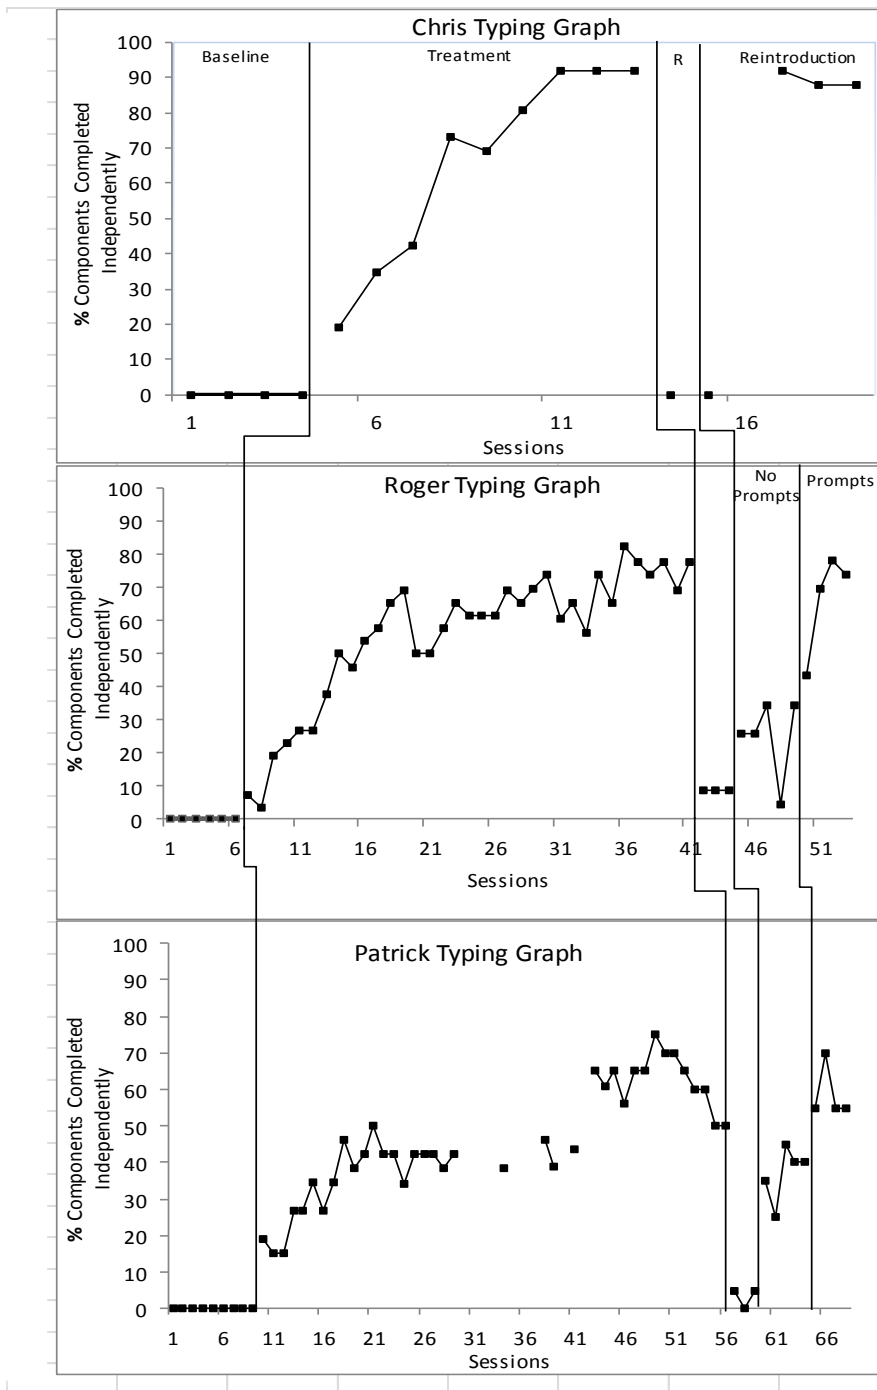 Chris Typing Graph
Baseline
Treatment
R
Reintroduction
100
90
80
70
60
50
40
30
20
10
0
% Components Completed
Independently
1 6 11 16
Sessions
Roger Typing Graph
No
Prompts
Prompts
100
90
80
70
60
50
40
30
20
10
0
% Components Completed
Independently
1 6 11 16 21 26 31 36 41 46 51
Sessions
Patrick Typing Graph
100
90
80
70
60
50
40
30
20
10
0
% Components Completed
Independently
1 6 11 16 21 26 31 36 41 46 51 56 61 66
Sessions